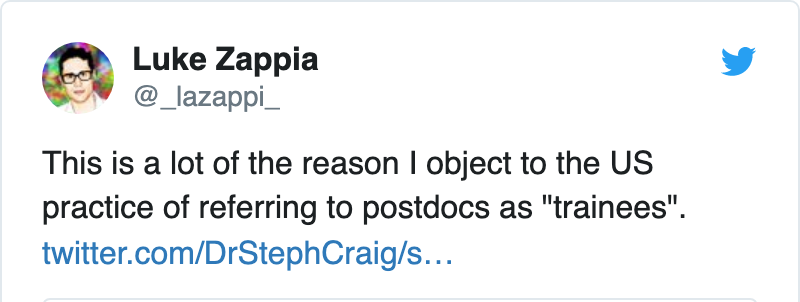 Luke Zappia
@_lazappi_
This is a lot of the reason I object to the US
practice of referring to postdocs as "trainees".
twitter.com/DrStephCraig/s…